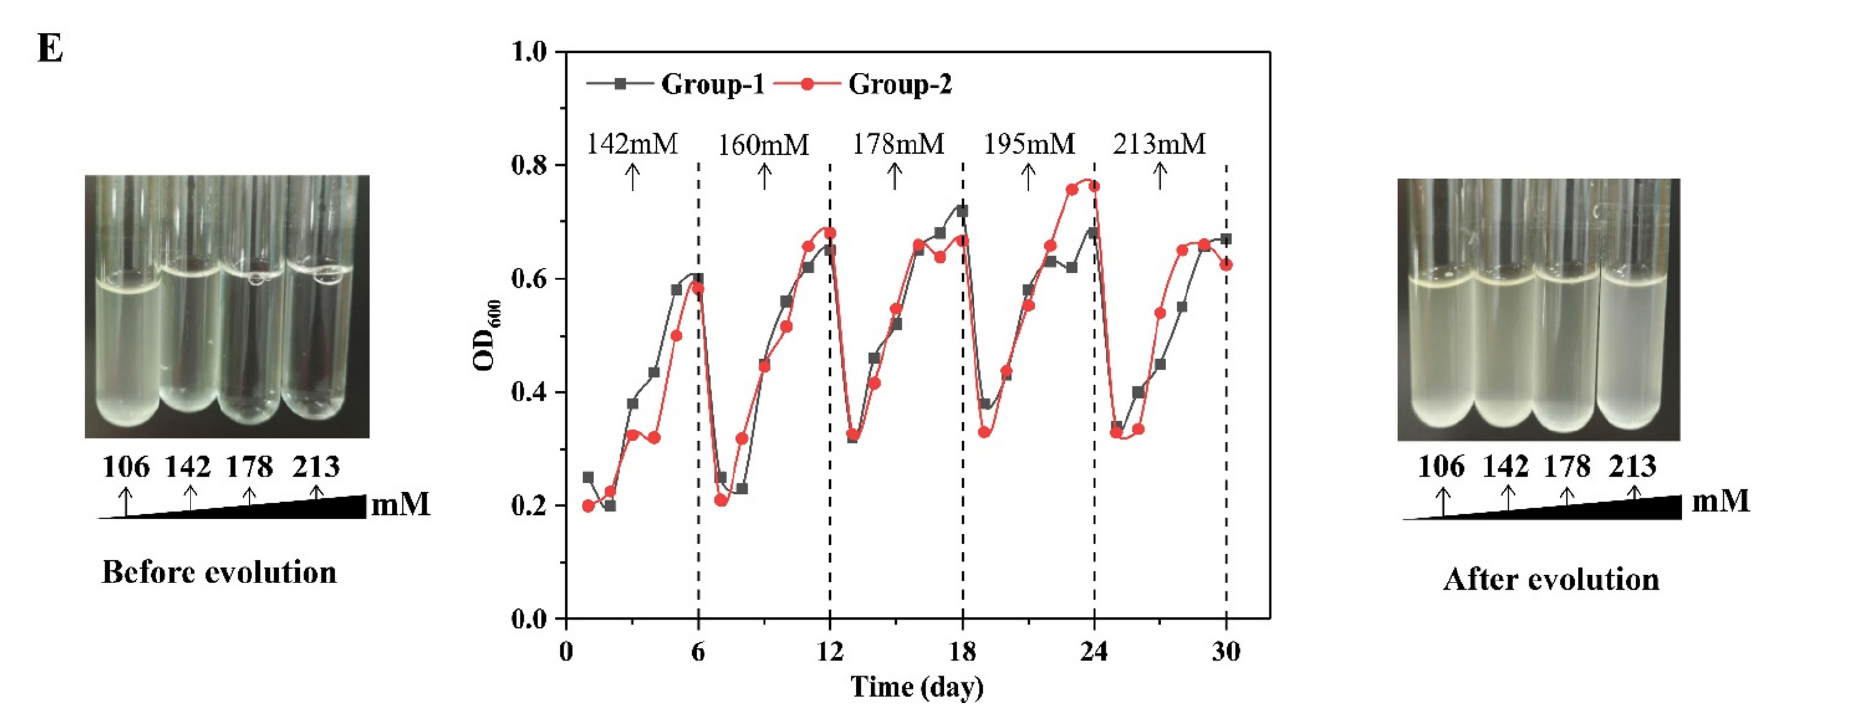 E
1.0
0.8
0.6
0.4
0.2
0.0
OD600
Group-1 Group-2
142mM 160mM 178mM 195mM 213mM
0 6 12 18 24 30
Time (day)
106 142 178 213
mM
Before evolution
106 142 178 213
mM
After evolution